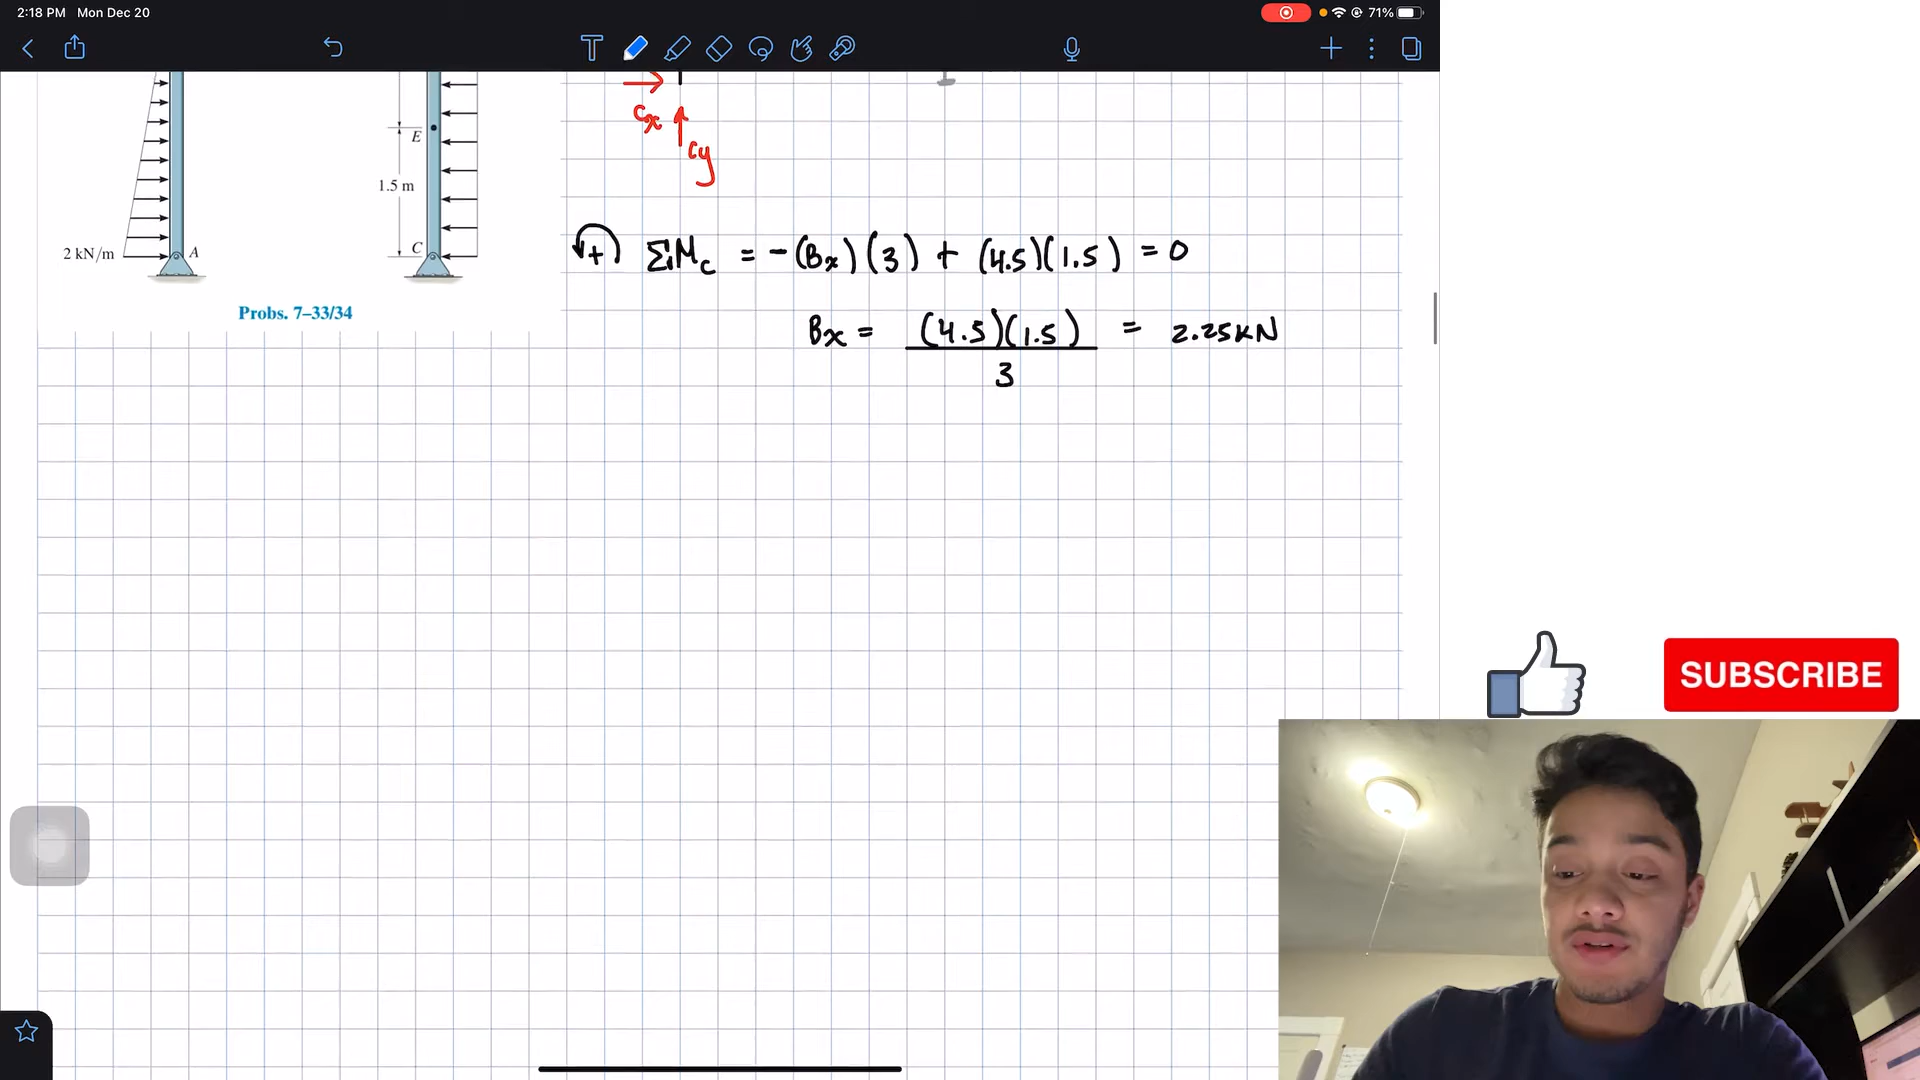 2:18 PM Mon Dec 20
71%
T
Cx
Cy
E
1.5 m
C
2 kN/m
A
Probs. 7–33/34
+) ΣMc = -(Bx)(3) + (4.5)(1.5) = 0
Bx = (4.5)(1.5) = 2.25kN
3
SUBSCRIBE